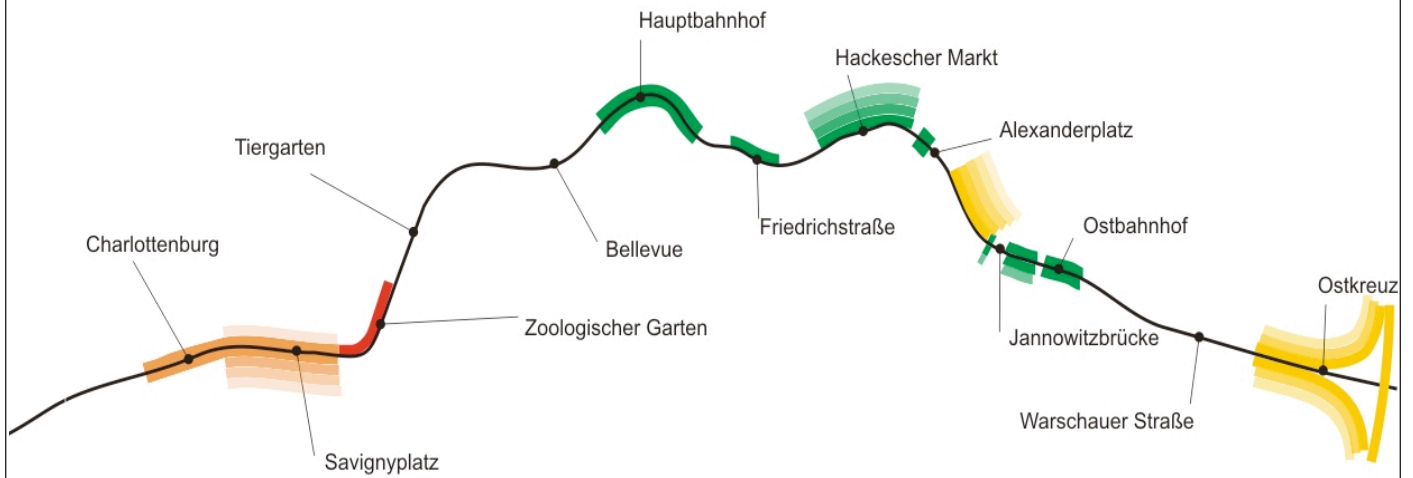 Hauptbahnhof
Hackescher Markt
Alexanderplatz
Tiergarten
Friedrichstraße
Ostbahnhof
Charlottenburg
Bellevue
Ostkreuz
Zoologischer Garten
Jannowitzbrücke
Warschauer Straße
Savignyplatz